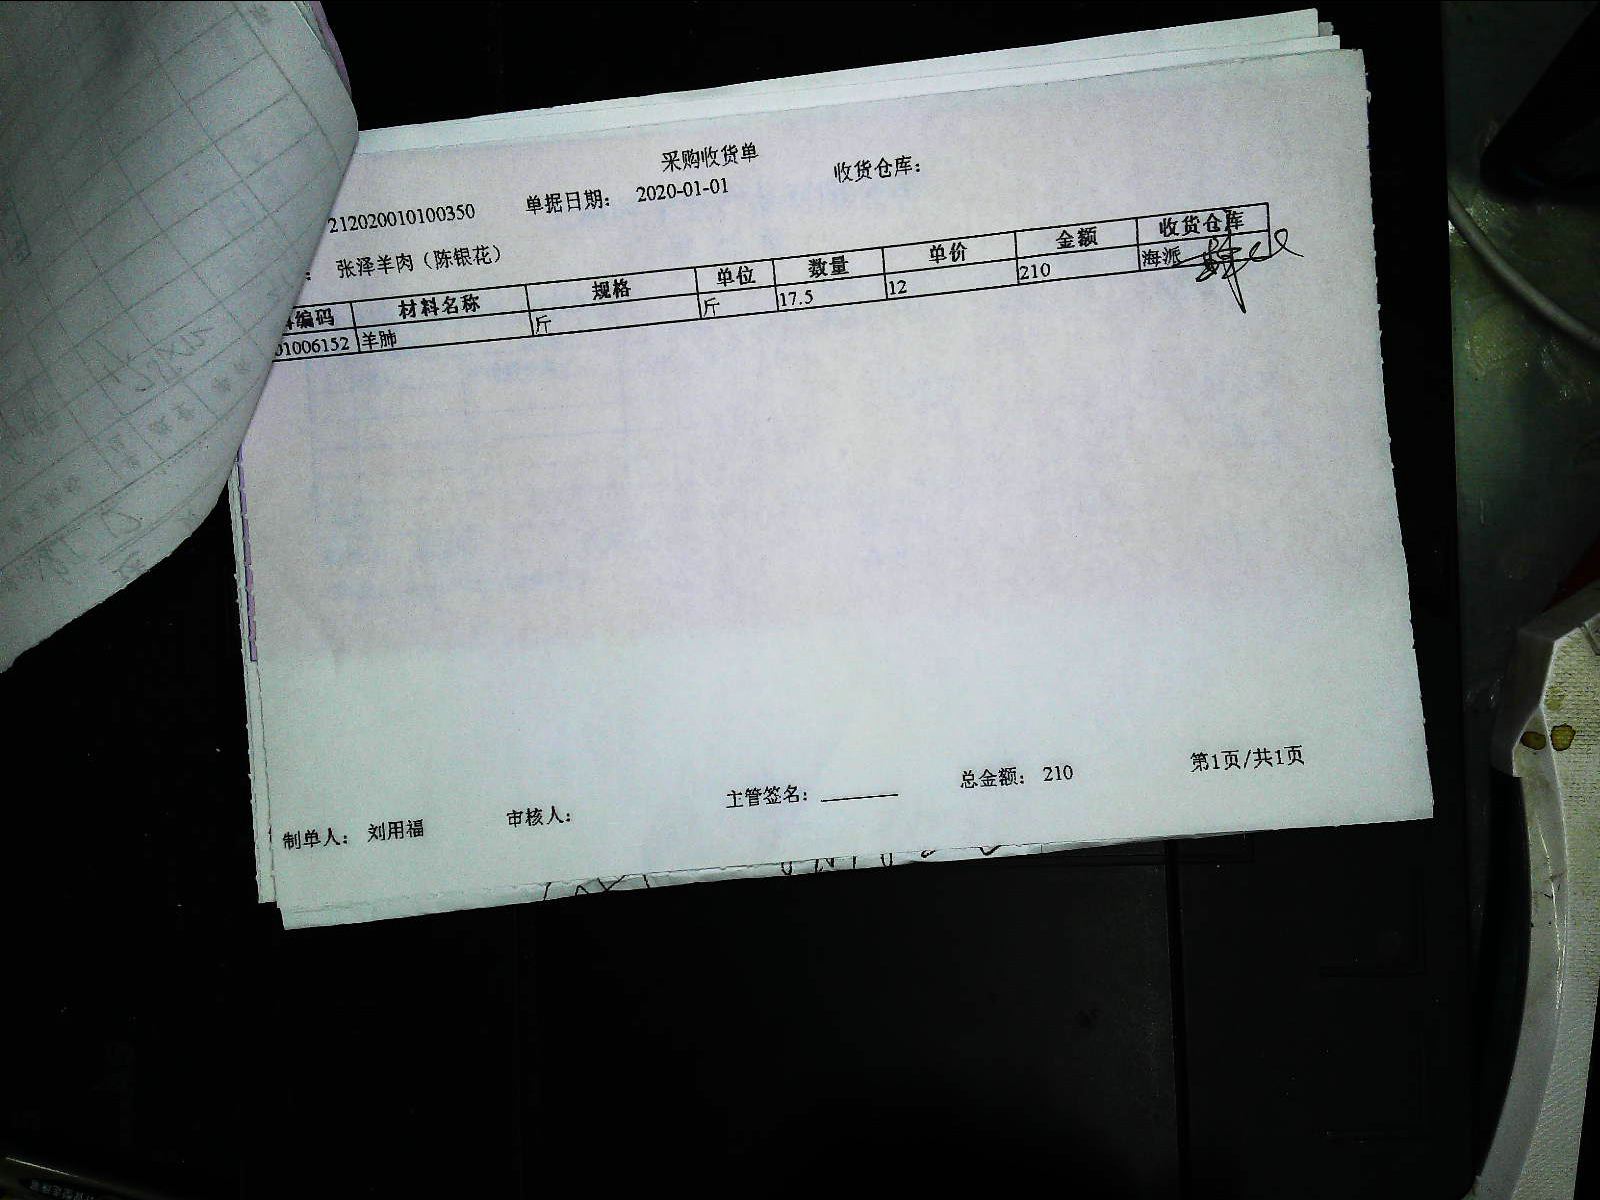 采购收货单
212020010100350 单据日期： 2020-01-01 收货仓库：
： 张泽羊肉（陈银花）
编码 材料名称 规格 单位 数量 单价 金额 收货仓库
01006152 羊肺 斤 斤 17.5 12 210 海派
制单人： 刘用福 审核人： 主管签名： 总金额： 210 第1页/共1页